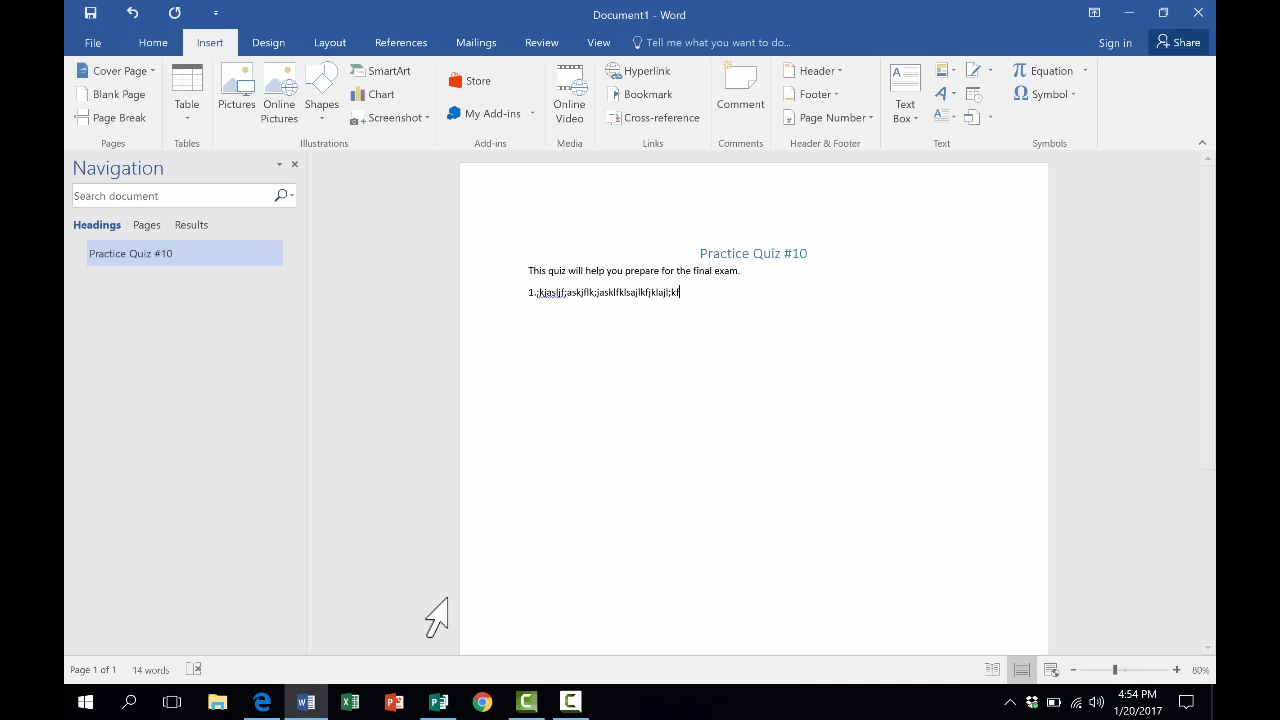 Document1 - Word
File Home Insert Design Layout References Mailings Review View Tell me what you want to do... Sign in Share
Cover Page
Blank Page
Page Break
Pages
Table
Tables
Pictures
Online Pictures
Shapes
SmartArt
Chart
Screenshot
Illustrations
Store
My Add-ins
Add-ins
Online Video
Media
Hyperlink
Bookmark
Cross-reference
Links
Comment
Comments
Header
Footer
Page Number
Header & Footer
Text Box
Text
Equation
Symbol
Symbols
Navigation
Search document
Headings Pages Results
Practice Quiz #10
Practice Quiz #10
This quiz will help you prepare for the final exam.
1.;kjasljf;askjflk;jasklfklsajlkfjklajl;kf
Page 1 of 1 14 words 80%
4:54 PM
1/20/2017